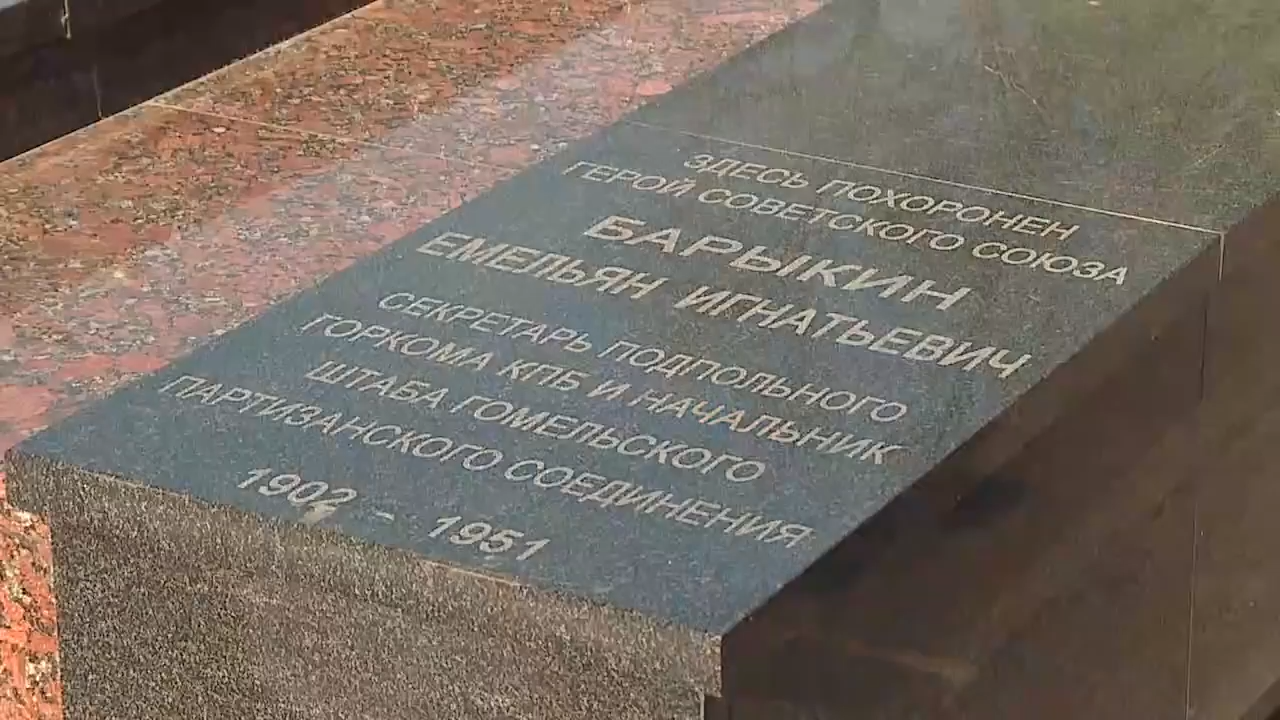 ЗДЕСЬ ПОХОРОНЕН
ГЕРОЙ СОВЕТСКОГО СОЮЗА
БАРЫКИН
ЕМЕЛЬЯН ИГНАТЬЕВИЧ
СЕКРЕТАРЬ ПОДПОЛЬНОГО
ГОРКОМА КПБ И НАЧАЛЬНИК
ШТАБА ГОМЕЛЬСКОГО
ПАРТИЗАНСКОГО СОЕДИНЕНИЯ
1902 - 1951